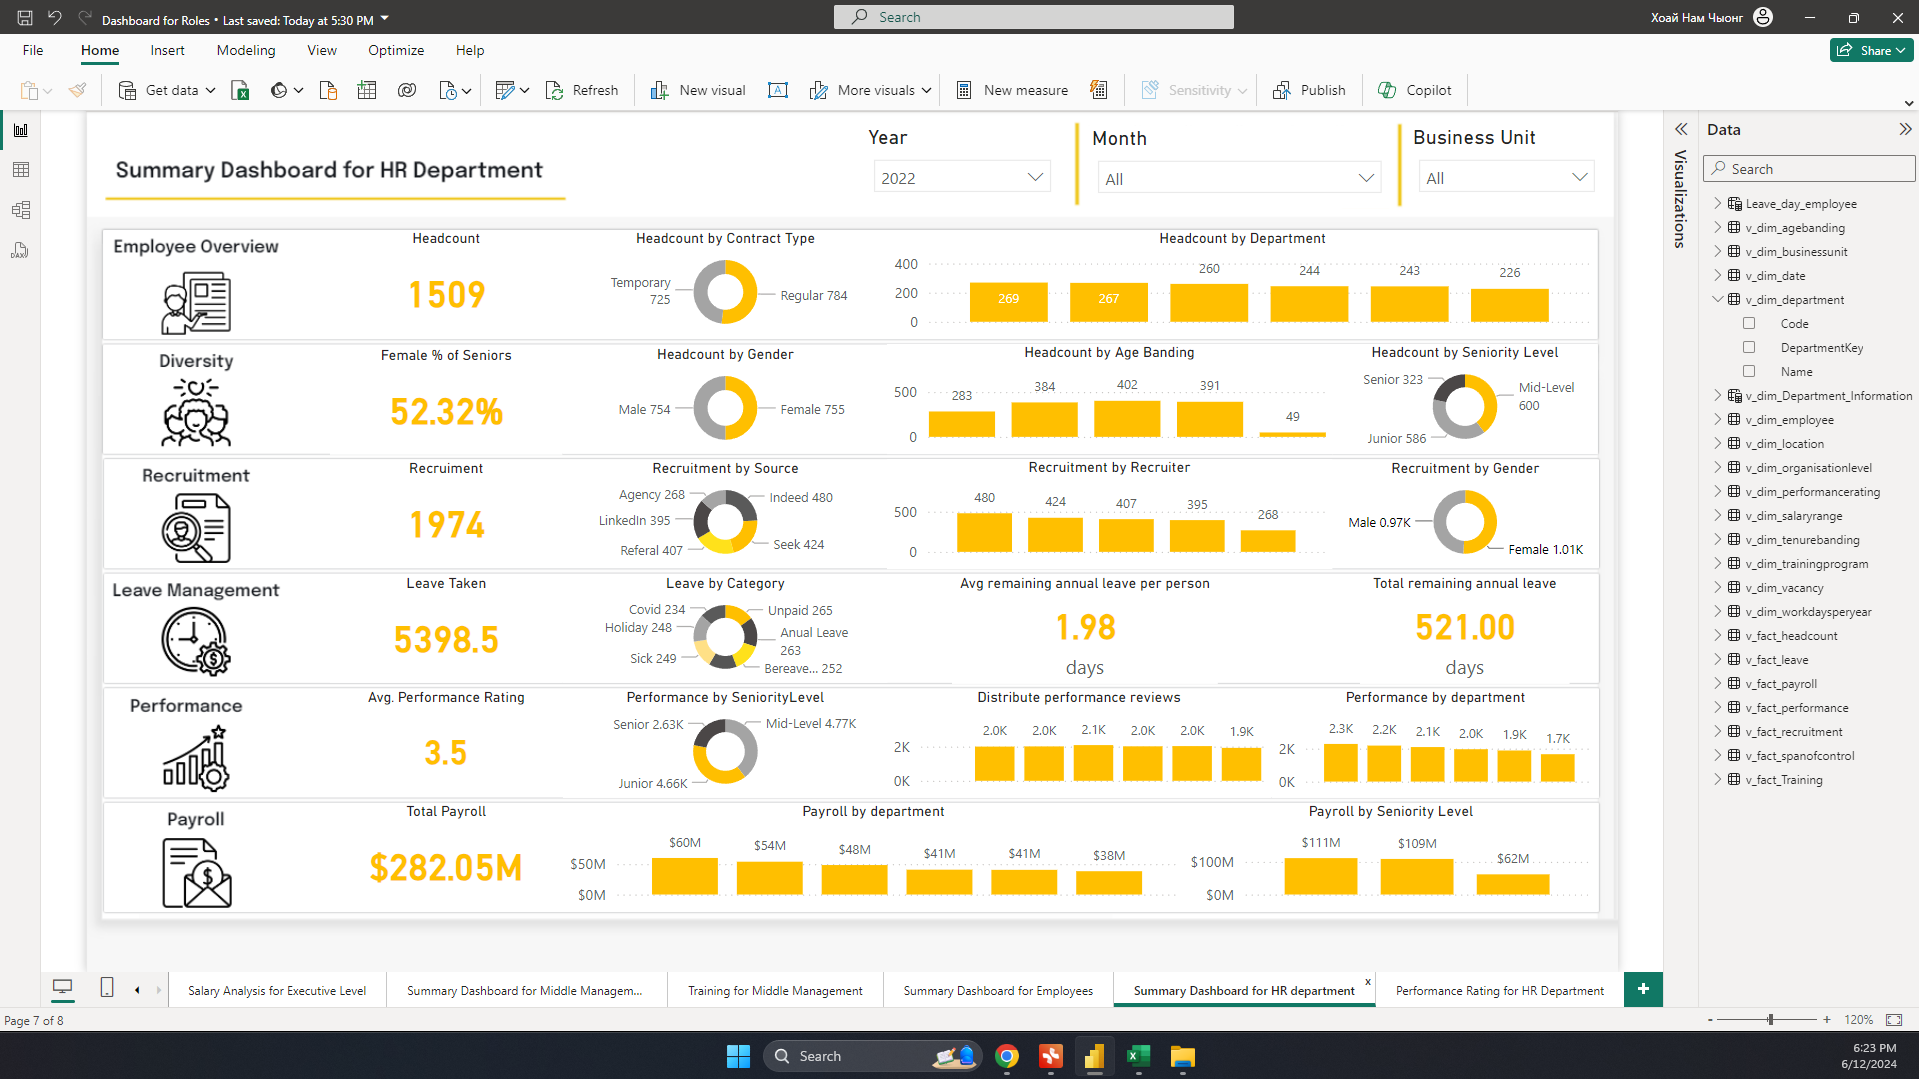 Dashboard for Roles • Last saved: Today at 5:30 PM
Search
Хоай Нам Чыонг
File
Home
Insert
Modeling
View
Optimize
Help
Share
Get data
Refresh
New visual
More visuals
New measure
Sensitivity
Publish
Copilot
Summary Dashboard for HR Department
Year
2022
Month
All
Business Unit
All
Employee Overview
Headcount
1509
Headcount by Contract Type
Temporary
725
Regular 784
Headcount by Department
400
200
0
269
267
260
244
243
226
Diversity
Female % of Seniors
52.32%
Headcount by Gender
Male 754
Female 755
Headcount by Age Banding
500
0
283
384
402
391
49
Headcount by Seniority Level
Senior 323
Mid-Level
600
Junior 586
Recruitment
Recruiment
1974
Recruitment by Source
Agency 268
Indeed 480
LinkedIn 395
Referal 407
Seek 424
Recruitment by Recruiter
500
0
480
424
407
395
268
Recruitment by Gender
Male 0.97K
Female 1.01K
Leave Management
Leave Taken
5398.5
Leave by Category
Covid 234
Unpaid 265
Holiday 248
Anual Leave
263
Sick 249
Bereave... 252
Avg remaining annual leave per person
1.98
days
Total remaining annual leave
521.00
days
Performance
Avg. Performance Rating
3.5
Performance by SeniorityLevel
Senior 2.63K
Mid-Level 4.77K
Junior 4.66K
Distribute performance reviews
2K
0K
2.0K
2.0K
2.1K
2.0K
2.0K
1.9K
Performance by department
2K
0K
2.3K
2.2K
2.1K
2.0K
1.9K
1.7K
Payroll
Total Payroll
$282.05M
Payroll by department
$50M
$0M
$60M
$54M
$48M
$41M
$41M
$38M
Payroll by Seniority Level
$100M
$0M
$111M
$109M
$62M
Visualizations
Data
Search
Leave_day_employee
v_dim_agebanding
v_dim_businessunit
v_dim_date
v_dim_department
Code
DepartmentKey
Name
v_dim_Department_Information
v_dim_employee
v_dim_location
v_dim_organisationlevel
v_dim_performancerating
v_dim_salaryrange
v_dim_tenurebanding
v_dim_trainingprogram
v_dim_vacancy
v_dim_workdaysperyear
v_fact_headcount
v_fact_leave
v_fact_payroll
v_fact_performance
v_fact_recruitment
v_fact_spanofcontrol
v_fact_Training
Salary Analysis for Executive Level
Summary Dashboard for Middle Managem...
Training for Middle Management
Summary Dashboard for Employees
Summary Dashboard for HR department
x
Performance Rating for HR Department
+
Page 7 of 8
- + 120%
Search
6:23 PM
6/12/2024